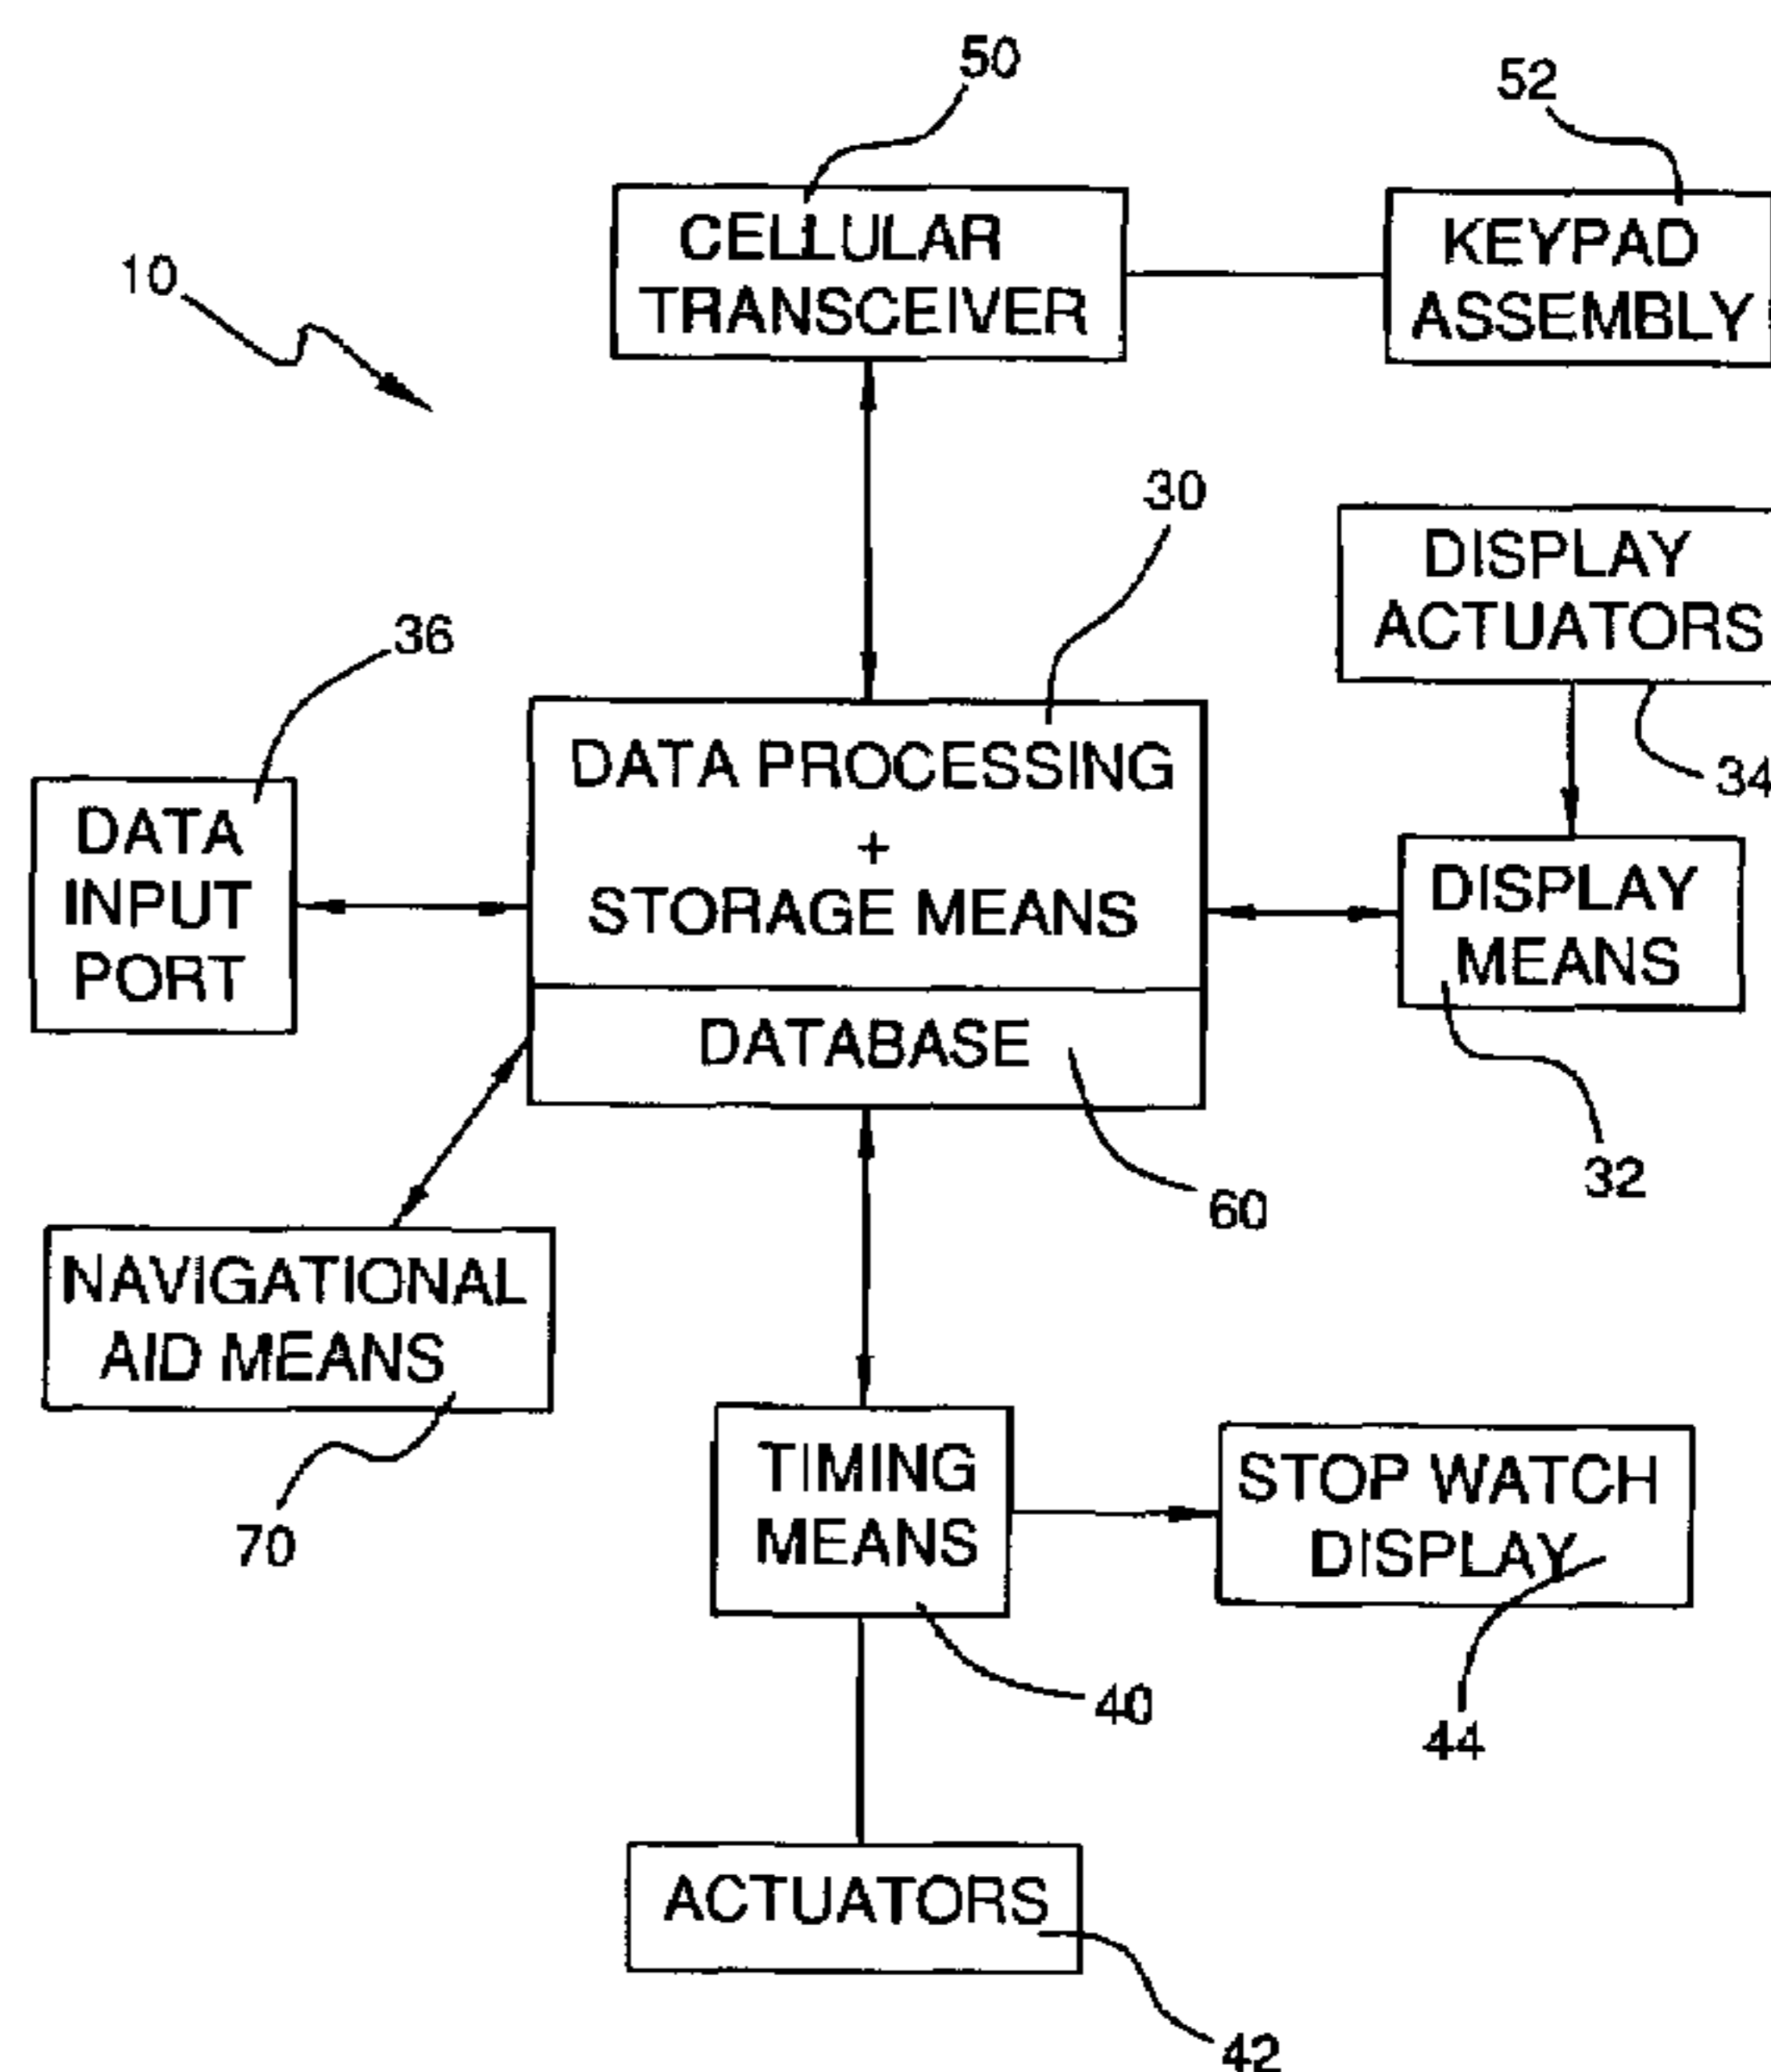 50
52
CELLULAR
TRANSCEIVER
KEYPAD
ASSEMBLY
10
30
DISPLAY
ACTUATORS
36
34
DATA PROCESSING
+
STORAGE MEANS
DATA
INPUT
PORT
DISPLAY
MEANS
DATABASE
32
60
NAVIGATIONAL
AID MEANS
70
TIMING
MEANS
STOP WATCH
DISPLAY
40
44
ACTUATORS
42